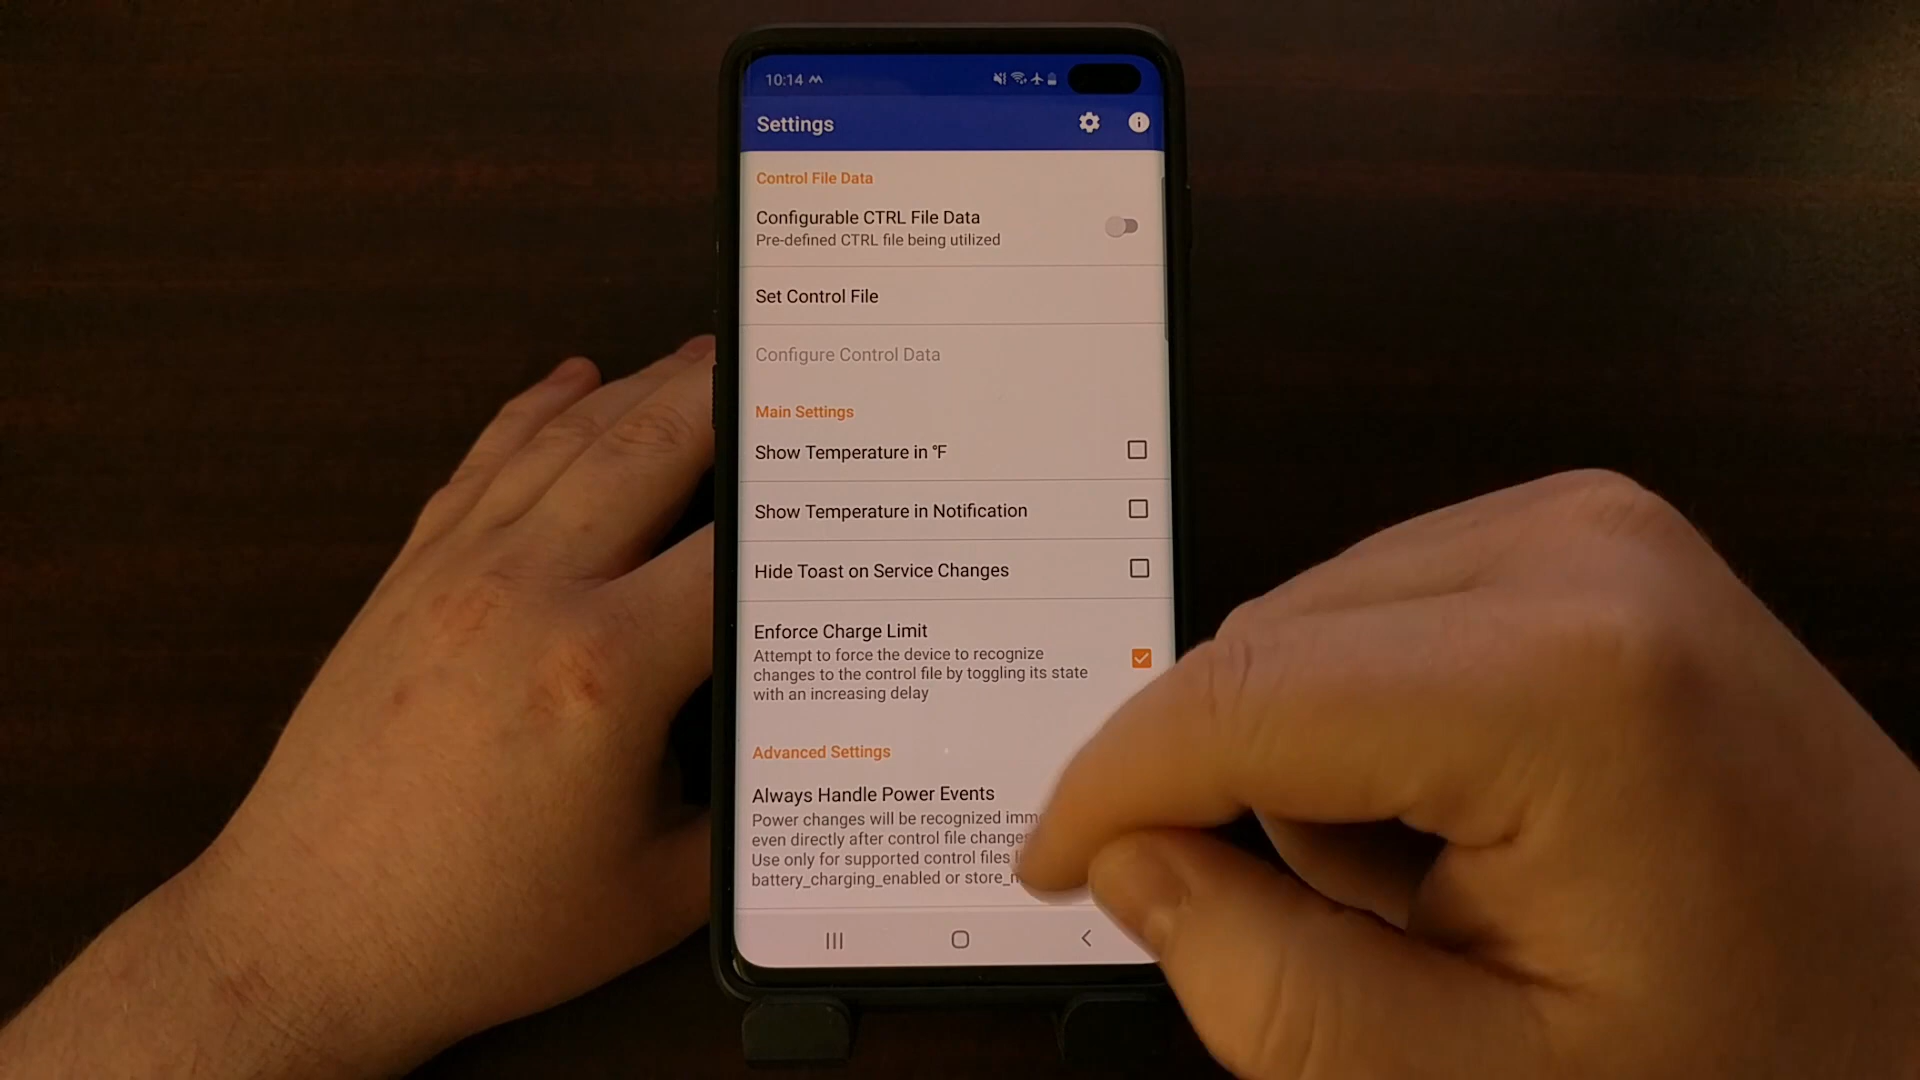 10:14
Settings
Control File Data
Configurable CTRL File Data
Pre-defined CTRL file being utilized
Set Control File
Configure Control Data
Main Settings
Show Temperature in °F
Show Temperature in Notification
Hide Toast on Service Changes
Enforce Charge Limit
Attempt to force the device to recognize
changes to the control file by toggling its state
with an increasing delay
Advanced Settings
Always Handle Power Events
Power changes will be recognized
even directly after control file changes
Use only for supported control files
battery_charging_enabled or